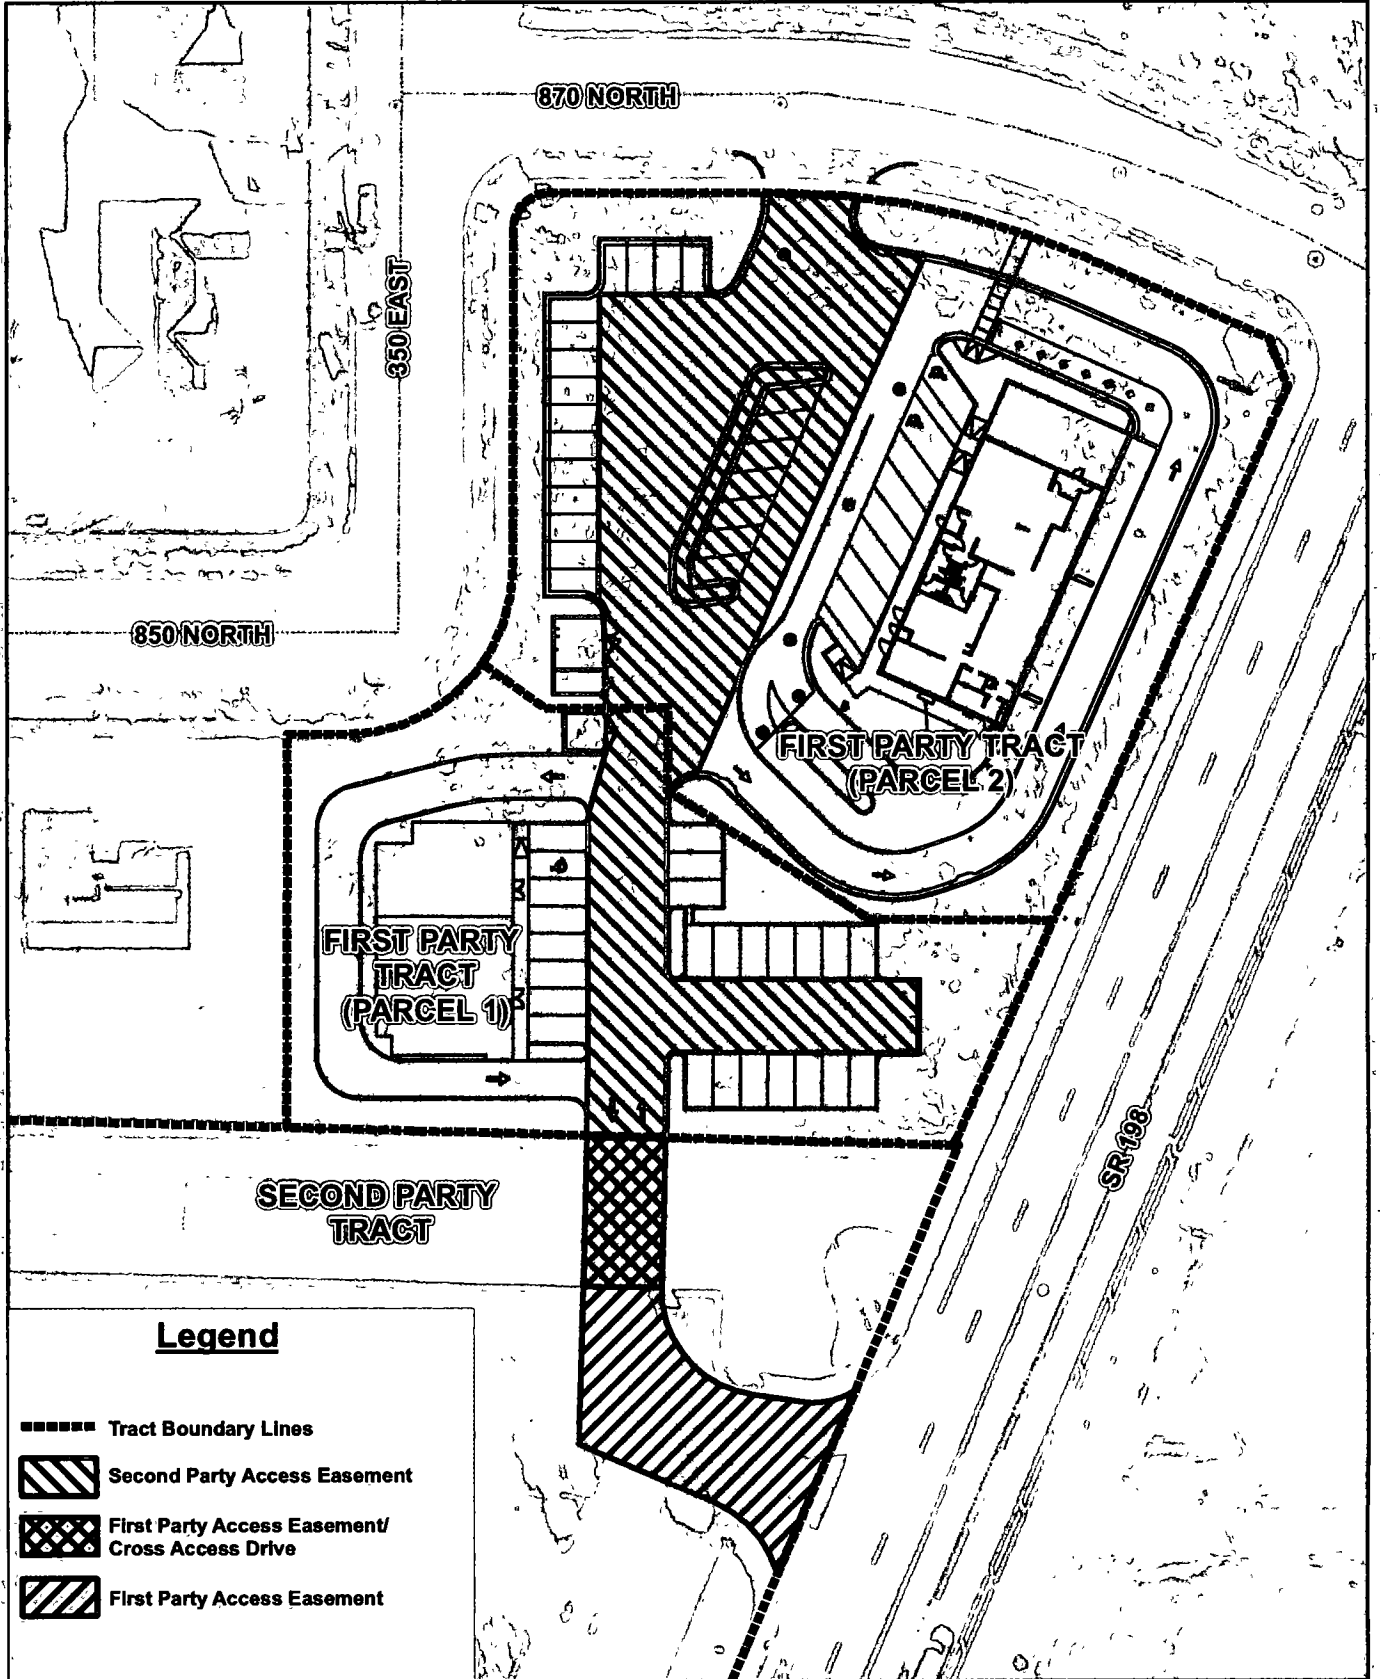 870 NORTH
350 EAST
850 NORTH
FIRST PARTY TRACT
(PARCEL 2)
FIRST PARTY
TRACT
(PARCEL 1)
SR 198
SECOND PARTY
TRACT
Legend
Tract Boundary Lines
Second Party Access Easement
First Party Access Easement/
Cross Access Drive
First Party Access Easement